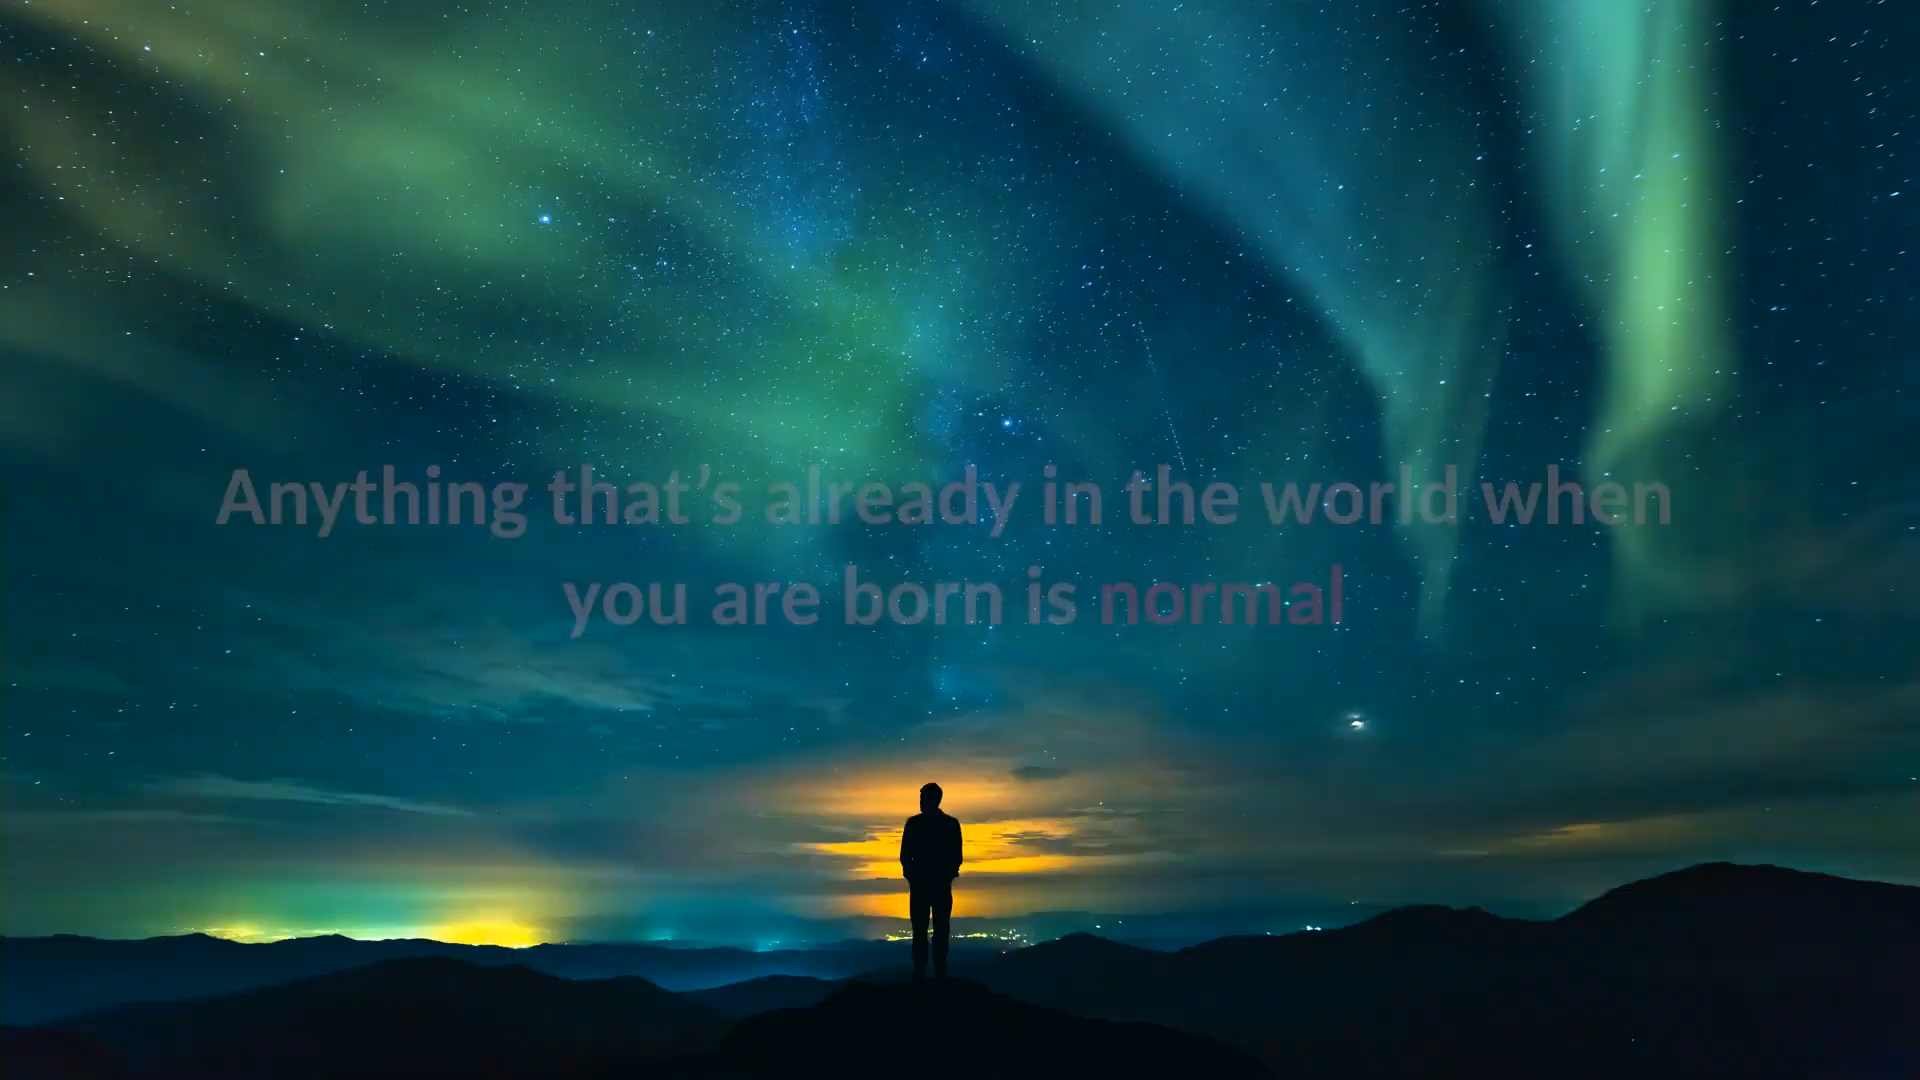 Anything that’s already in the world when
you are born is normal